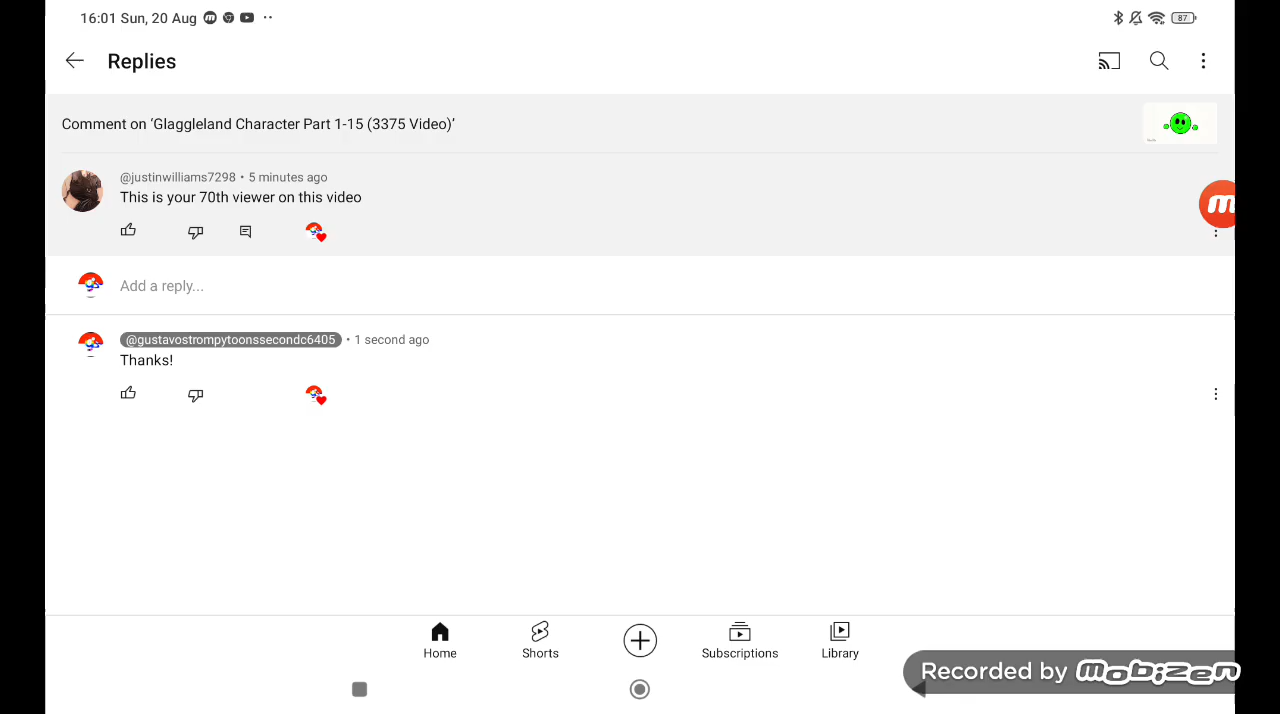 16:01 Sun, 20 Aug
87
Replies
Comment on ‘Glaggleland Character Part 1-15 (3375 Video)’
@justinwilliams7298 • 5 minutes ago
This is your 70th viewer on this video
Add a reply...
@gustavostrompytoonssecondc6405 • 1 second ago
Thanks!
Home
Shorts
Subscriptions
Library
Recorded by mobizen